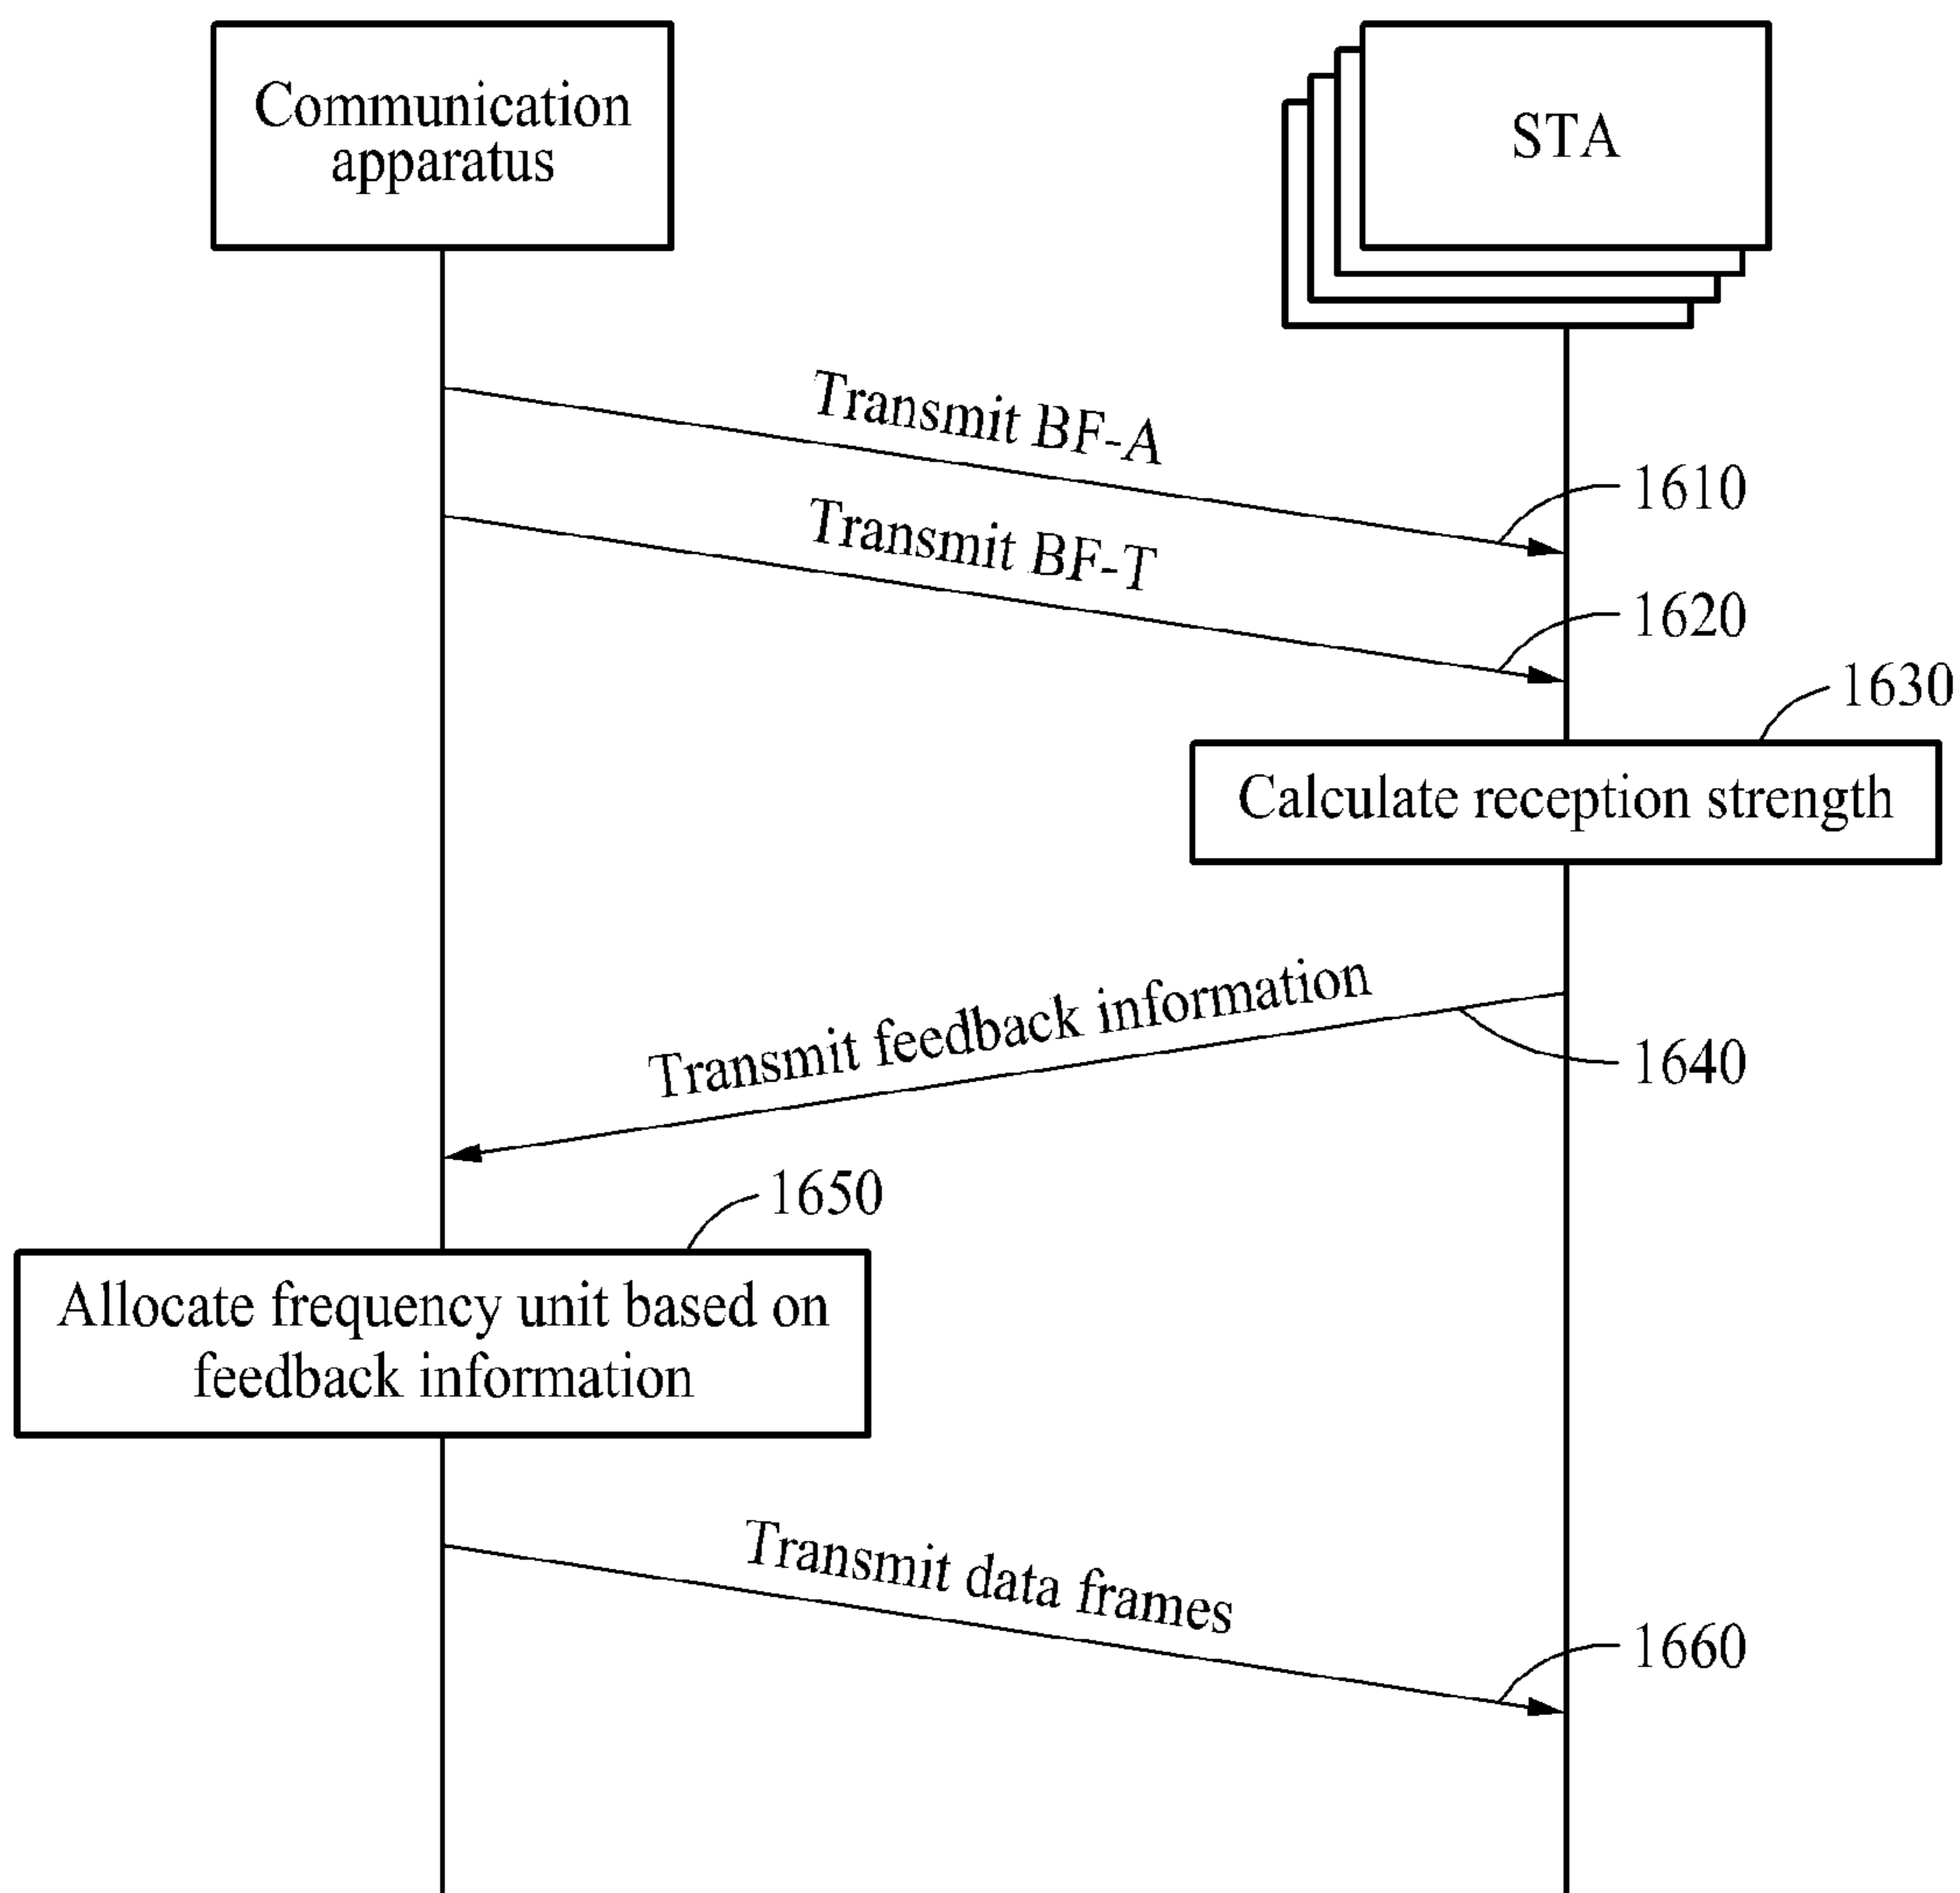 Communication
apparatus
STA
Transmit BF-A
1610
Transmit BF-T
1620
1630
Calculate reception strength
Transmit feedback information
1640
1650
Allocate frequency unit based on
feedback information
Transmit data frames
1660